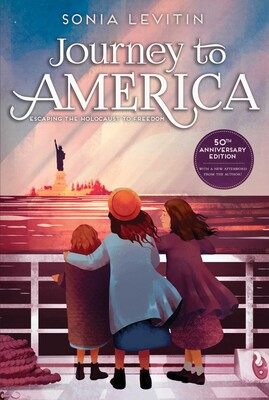 SONIA LEVITIN
Journey to
AMERICA
ESCAPING THE HOLOCAUST TO FREEDOM
50TH
ANNIVERSARY
EDITION
WITH A NEW AFTERWORD
FROM THE AUTHOR!